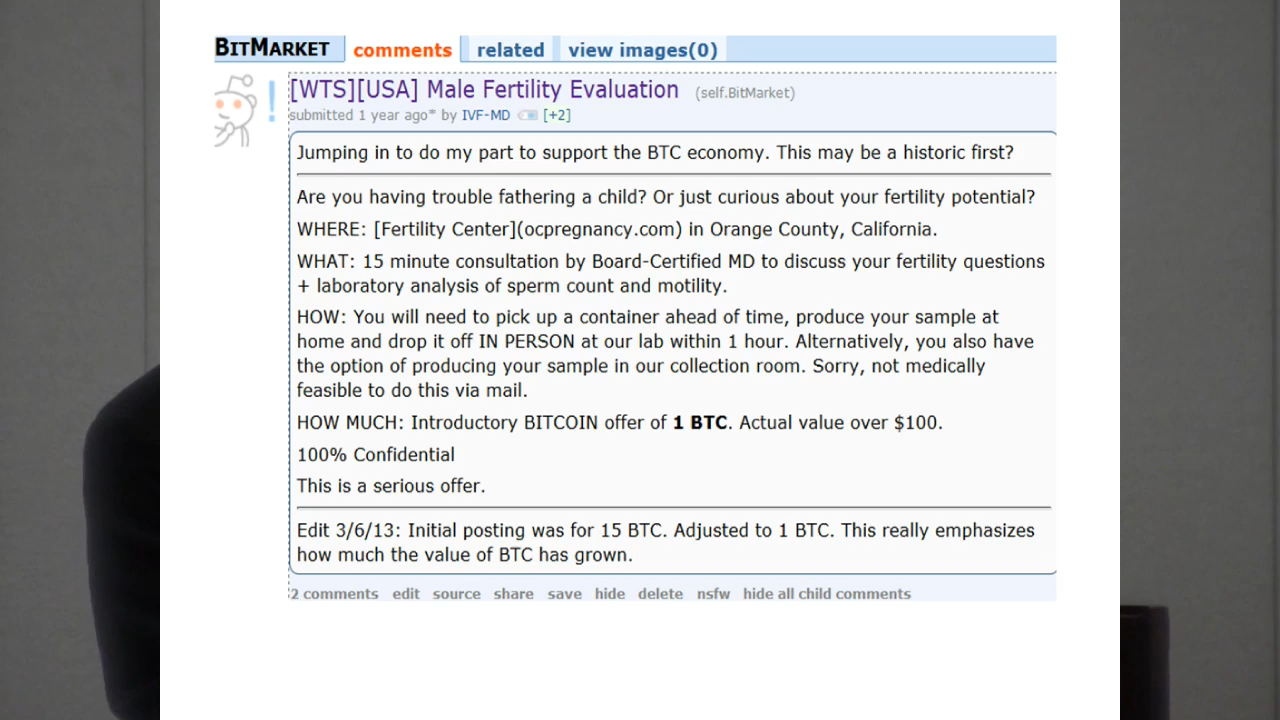 BITMARKET comments related view images(0)
[WTS][USA] Male Fertility Evaluation (self.BitMarket)
submitted 1 year ago* by IVF-MD [+2]
Jumping in to do my part to support the BTC economy. This may be a historic first?
Are you having trouble fathering a child? Or just curious about your fertility potential?
WHERE: [Fertility Center](ocpregnancy.com) in Orange County, California.
WHAT: 15 minute consultation by Board-Certified MD to discuss your fertility questions
+ laboratory analysis of sperm count and motility.
HOW: You will need to pick up a container ahead of time, produce your sample at
home and drop it off IN PERSON at our lab within 1 hour. Alternatively, you also have
the option of producing your sample in our collection room. Sorry, not medically
feasible to do this via mail.
HOW MUCH: Introductory BITCOIN offer of 1 BTC. Actual value over $100.
100% Confidential
This is a serious offer.
Edit 3/6/13: Initial posting was for 15 BTC. Adjusted to 1 BTC. This really emphasizes
how much the value of BTC has grown.
2 comments edit source share save hide delete nsfw hide all child comments